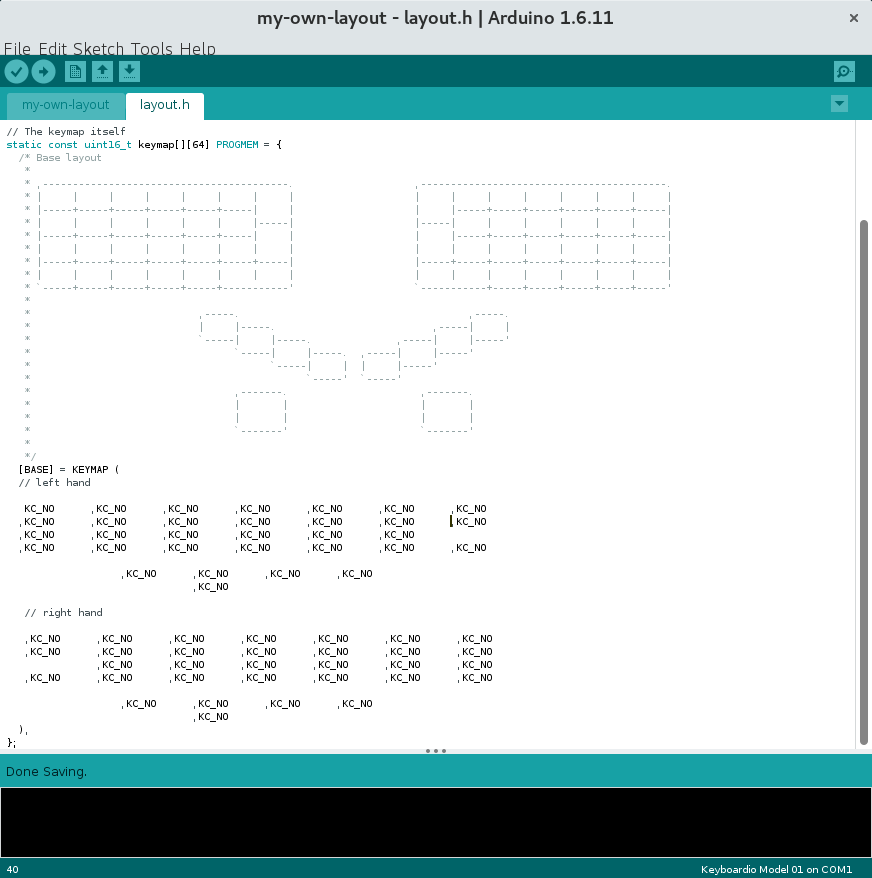 my-own-layout - layout.h | Arduino 1.6.11
File Edit Sketch Tools Help
my-own-layout layout.h
// The keymap itself
static const uint16_t keymap[][64] PROGMEM = {
/* Base layout
*
* ,-----------------------------------------. ,-----------------------------------------.
* | | | | | | | | | | | | | | |
* |-----+-----+-----+-----+-----+-----| | | |-----+-----+-----+-----+-----+-----|
* | | | | | | |-----| |-----| | | | | | |
* |-----+-----+-----+-----+-----+-----| | | |-----+-----+-----+-----+-----+-----|
* | | | | | | | | | | | | | | |
* |-----+-----+-----+-----+-----+-----+-----| |-----+-----+-----+-----+-----+-----+-----|
* | | | | | | | | | | | | | | |
* `-----+-----+-----+-----+-----+-----' `-----+-----+-----+-----+-----+-----'
*
* ,-----. ,-----.
* | |-----. ,-----| |
* `-----| |-----. ,-----| |-----'
* `-----| |-----. ,-----| |-----'
* `-----| | | |-----'
* `-----' `-----'
* ,-------. ,-------.
* | | | |
* | | | |
* `-------' `-------'
*
*/
[BASE] = KEYMAP (
// left hand
KC_NO ,KC_NO ,KC_NO ,KC_NO ,KC_NO ,KC_NO ,KC_NO
,KC_NO ,KC_NO ,KC_NO ,KC_NO ,KC_NO ,KC_NO ,KC_NO
,KC_NO ,KC_NO ,KC_NO ,KC_NO ,KC_NO ,KC_NO
,KC_NO ,KC_NO ,KC_NO ,KC_NO ,KC_NO ,KC_NO ,KC_NO
,KC_NO ,KC_NO ,KC_NO ,KC_NO
,KC_NO
// right hand
,KC_NO ,KC_NO ,KC_NO ,KC_NO ,KC_NO ,KC_NO ,KC_NO
,KC_NO ,KC_NO ,KC_NO ,KC_NO ,KC_NO ,KC_NO ,KC_NO
,KC_NO ,KC_NO ,KC_NO ,KC_NO ,KC_NO ,KC_NO
,KC_NO ,KC_NO ,KC_NO ,KC_NO ,KC_NO ,KC_NO ,KC_NO
,KC_NO ,KC_NO ,KC_NO ,KC_NO
,KC_NO
),
};
Done Saving.
40 Keyboardio Model 01 on COM1